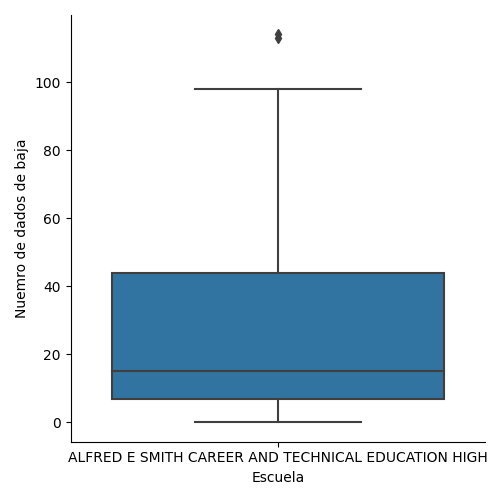 100
80
60
40
20
0
Nuemro de dados de baja
ALFRED E SMITH CAREER AND TECHNICAL EDUCATION HIGH
Escuela